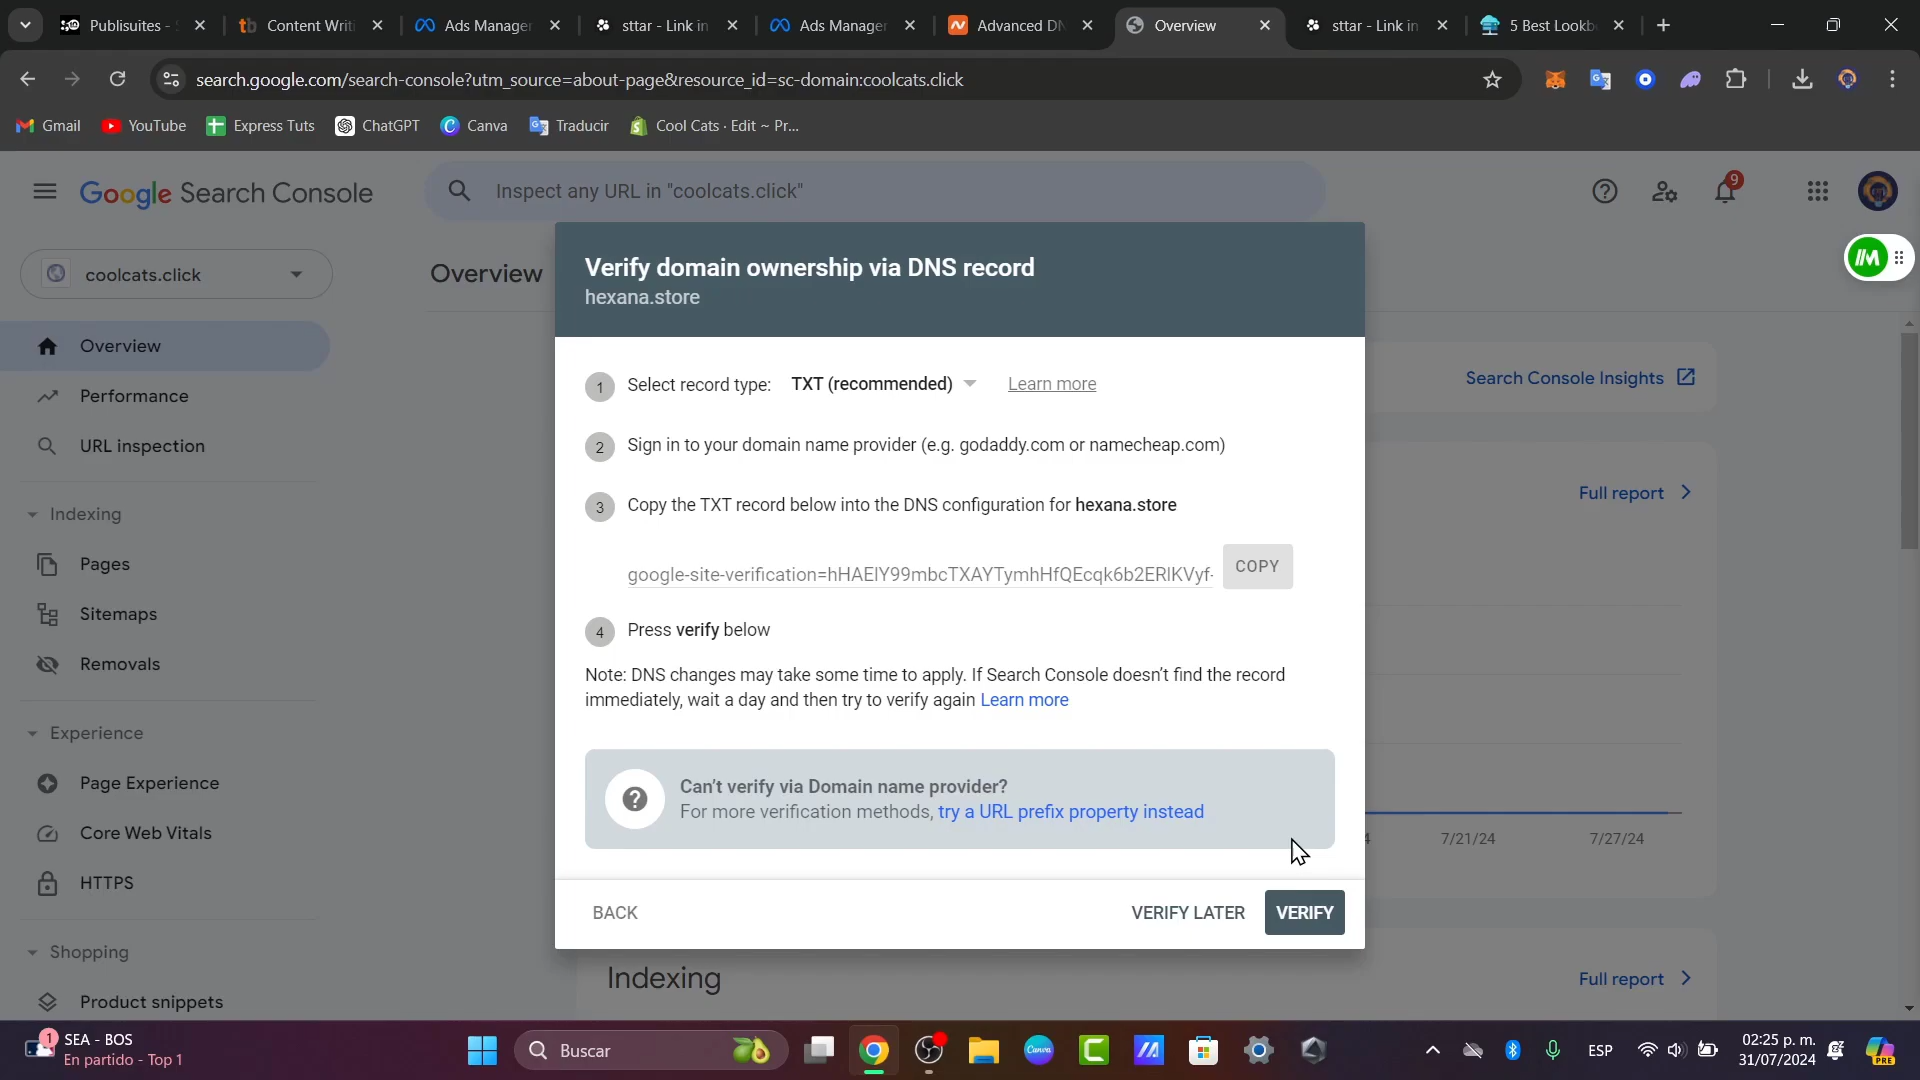 Publisuites - S
Content Writi
Ads Manager
sttar - Link in
Ads Manager
Advanced DN
Overview
sttar - Link in
5 Best Lookb
search.google.com/search-console?utm_source=about-page&resource_id=sc-domain:coolcats.click
Gmail
YouTube
Express Tuts
ChatGPT
Canva
Traducir
Cool Cats · Edit ~ Pr...
Google Search Console
Inspect any URL in "coolcats.click"
9
coolcats.click
Overview
Overview
Performance
URL inspection
Indexing
Pages
Sitemaps
Removals
Experience
Page Experience
Core Web Vitals
HTTPS
Shopping
Product snippets
Search Console Insights
Full report
7/21/24
7/27/24
Indexing
Full report
Verify domain ownership via DNS record
hexana.store
1 Select record type: TXT (recommended) Learn more
2 Sign in to your domain name provider (e.g. godaddy.com or namecheap.com)
3 Copy the TXT record below into the DNS configuration for hexana.store
google-site-verification=hHAEIY99mbcTXAYTymhHfQEcqk6b2ERlKVyf-
COPY
4 Press verify below
Note: DNS changes may take some time to apply. If Search Console doesn't find the record
immediately, wait a day and then try to verify again Learn more
Can't verify via Domain name provider?
For more verification methods, try a URL prefix property instead
BACK
VERIFY LATER
VERIFY
1
SEA - BOS
En partido - Top 1
Buscar
Canva
ESP
02:25 p. m.
31/07/2024
PRE